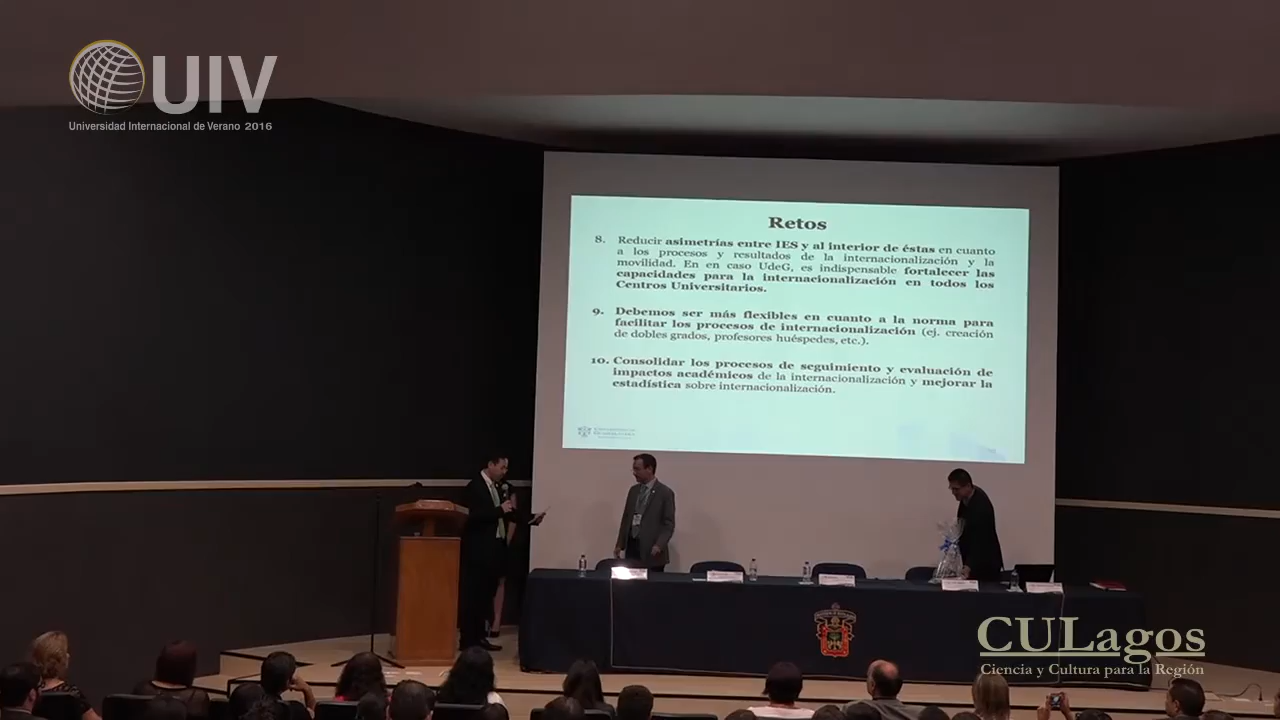 UIV
Universidad Internacional de Verano 2016
Retos
8. Reducir asimetrías entre IES y al interior de éstas en cuanto
a los procesos y resultados de la internacionalización y la
movilidad. En en caso UdeG, es indispensable fortalecer las
capacidades para la internacionalización en todos los
Centros Universitarios.
9. Debemos ser más flexibles en cuanto a la norma para
facilitar los procesos de internacionalización (ej. creación
de dobles grados, profesores huéspedes, etc.).
10. Consolidar los procesos de seguimiento y evaluación de
impactos académicos de la internacionalización y mejorar la
estadística sobre internacionalización.
CULagos
Ciencia y Cultura para la Región